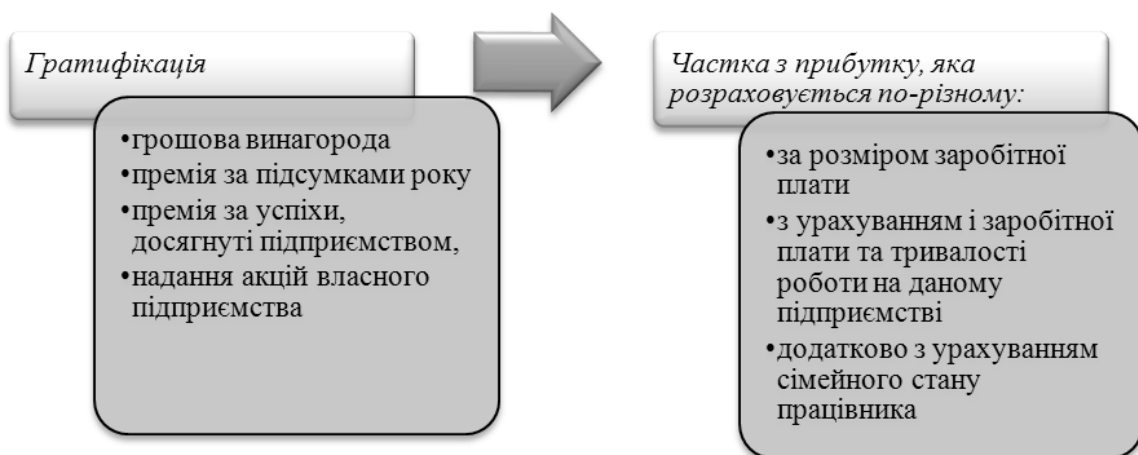 Гратифікація
•грошова винагорода
•премія за підсумками року
•премія за успіхи,
досягнуті підприємством,
•надання акцій власного
підприємства
Частка з прибутку, яка
розраховується по-різному:
•за розміром заробітної
плати
•з урахуванням і заробітної
плати та тривалості
роботи на даному
підприємстві
•додатково з урахуванням
сімейного стану
працівника